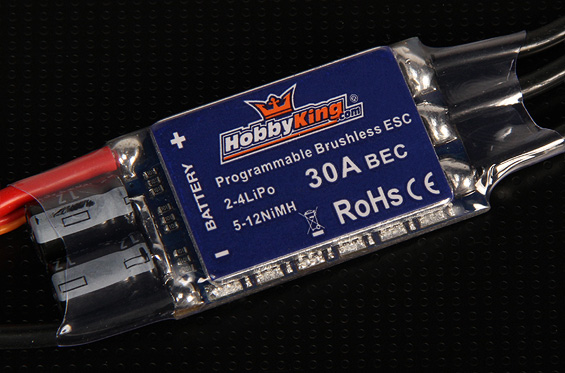 HobbyKing.com®
Programmable Brushless ESC
2-4LiPo
30A BEC
5-12NiMH
RoHS CE
+
BATTERY
-